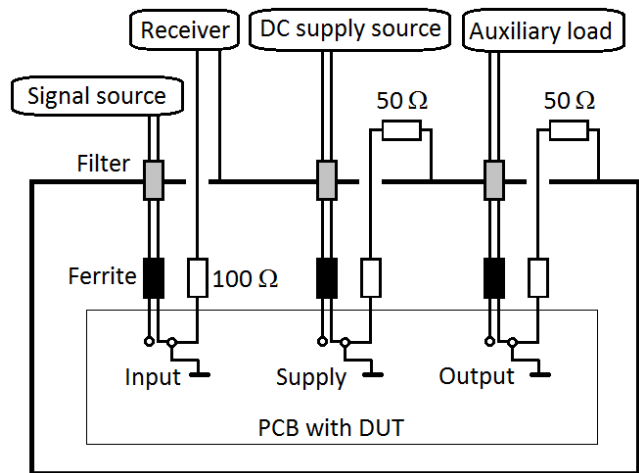 Receiver
DC supply source
Auxiliary load
Signal source
50 Ω
50 Ω
Filter
Ferrite
100 Ω
Input
Supply
Output
PCB with DUT